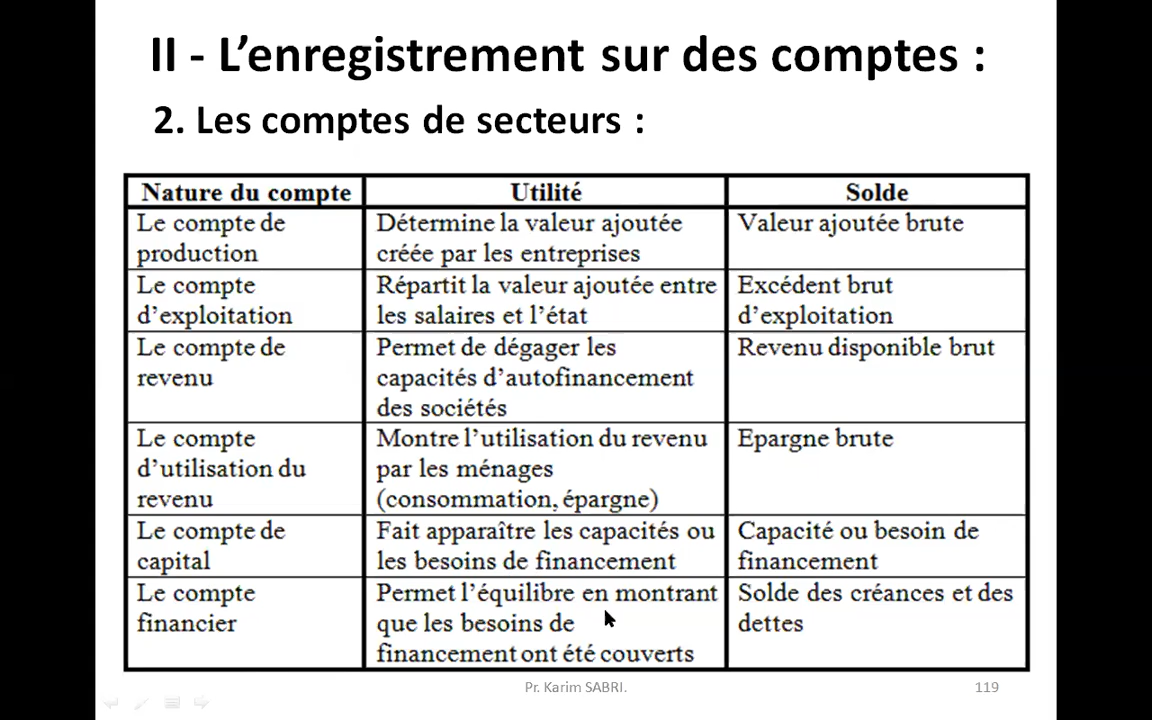 II - L’enregistrement sur des comptes :
2. Les comptes de secteurs :
Nature du compte Utilité Solde
Le compte de production
Détermine la valeur ajoutée créée par les entreprises
Valeur ajoutée brute
Le compte d’exploitation
Répartit la valeur ajoutée entre les salaires et l’état
Excédent brut d’exploitation
Le compte de revenu
Permet de dégager les capacités d’autofinancement des sociétés
Revenu disponible brut
Le compte d’utilisation du revenu
Montre l’utilisation du revenu par les ménages (consommation, épargne)
Epargne brute
Le compte de capital
Fait apparaître les capacités ou les besoins de financement
Capacité ou besoin de financement
Le compte financier
Permet l’équilibre en montrant que les besoins de financement ont été couverts
Solde des créances et des dettes
Pr. Karim SABRI.
119